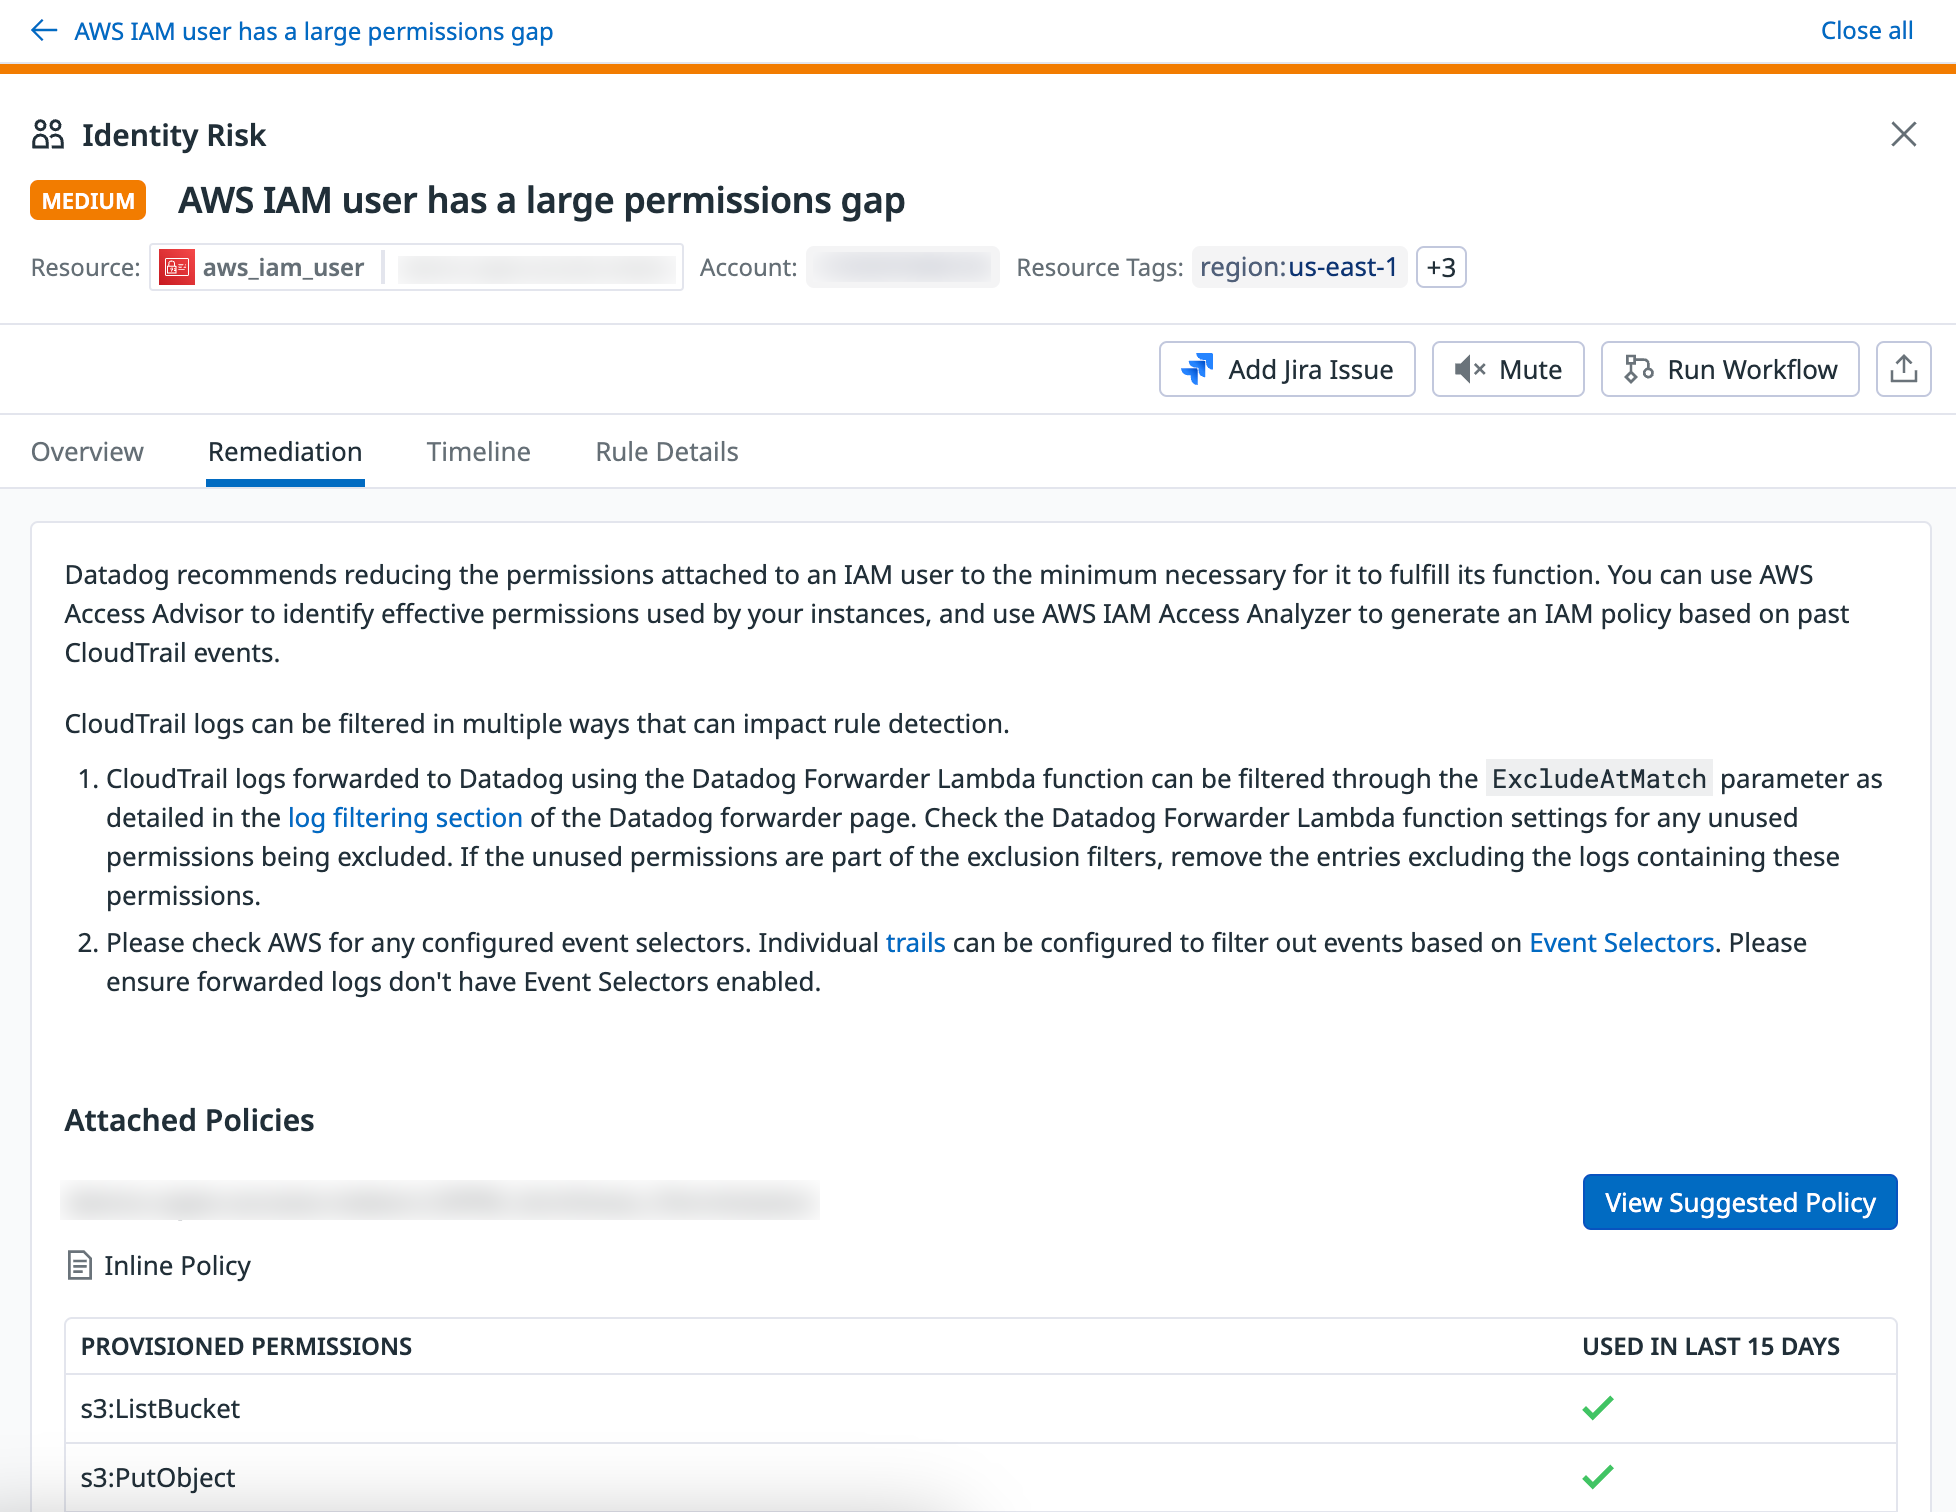 AWS IAM user has a large permissions gap
Close all
Identity Risk
MEDIUM
AWS IAM user has a large permissions gap
Resource: aws_iam_user
Account:
Resource Tags: region:us-east-1 +3
Add Jira Issue
Mute
Run Workflow
Overview
Remediation
Timeline
Rule Details
Datadog recommends reducing the permissions attached to an IAM user to the minimum necessary for it to fulfill its function. You can use AWS
Access Advisor to identify effective permissions used by your instances, and use AWS IAM Access Analyzer to generate an IAM policy based on past
CloudTrail events.
CloudTrail logs can be filtered in multiple ways that can impact rule detection.
1. CloudTrail logs forwarded to Datadog using the Datadog Forwarder Lambda function can be filtered through the ExcludeAtMatch parameter as
detailed in the log filtering section of the Datadog forwarder page. Check the Datadog Forwarder Lambda function settings for any unused
permissions being excluded. If the unused permissions are part of the exclusion filters, remove the entries excluding the logs containing these
permissions.
2. Please check AWS for any configured event selectors. Individual trails can be configured to filter out events based on Event Selectors. Please
ensure forwarded logs don't have Event Selectors enabled.
Attached Policies
View Suggested Policy
Inline Policy
PROVISIONED PERMISSIONS
USED IN LAST 15 DAYS
s3:ListBucket
s3:PutObject